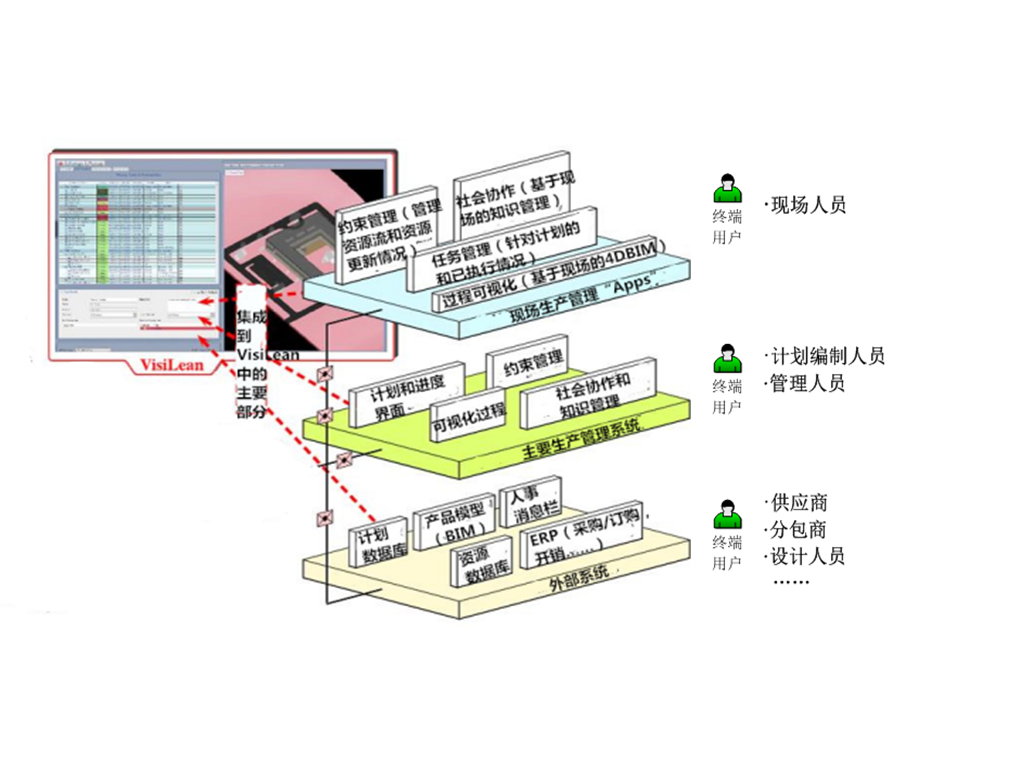 社会协作（基于现
场的知识管理）
约束管理（管理
资源流和资源
更新情况）
任务管理（针对计划的
和已执行情况）
过程可视化（基于现场的4DBIM）
现场生产管理“Apps”
终端
用户
·现场人员
VisiLean
集成
到
VisiLean
中的
主要
部分
约束管理
计划和进度
界面
可视化过程
社会协作和
知识管理
主要生产管理系统
终端
用户
·计划编制人员
·管理人员
人事
消息栏
产品模型
（BIM）
计划
数据库
资源
数据库
ERP（采购/订购，
开销……）
外部系统
终端
用户
·供应商
·分包商
·设计人员
……